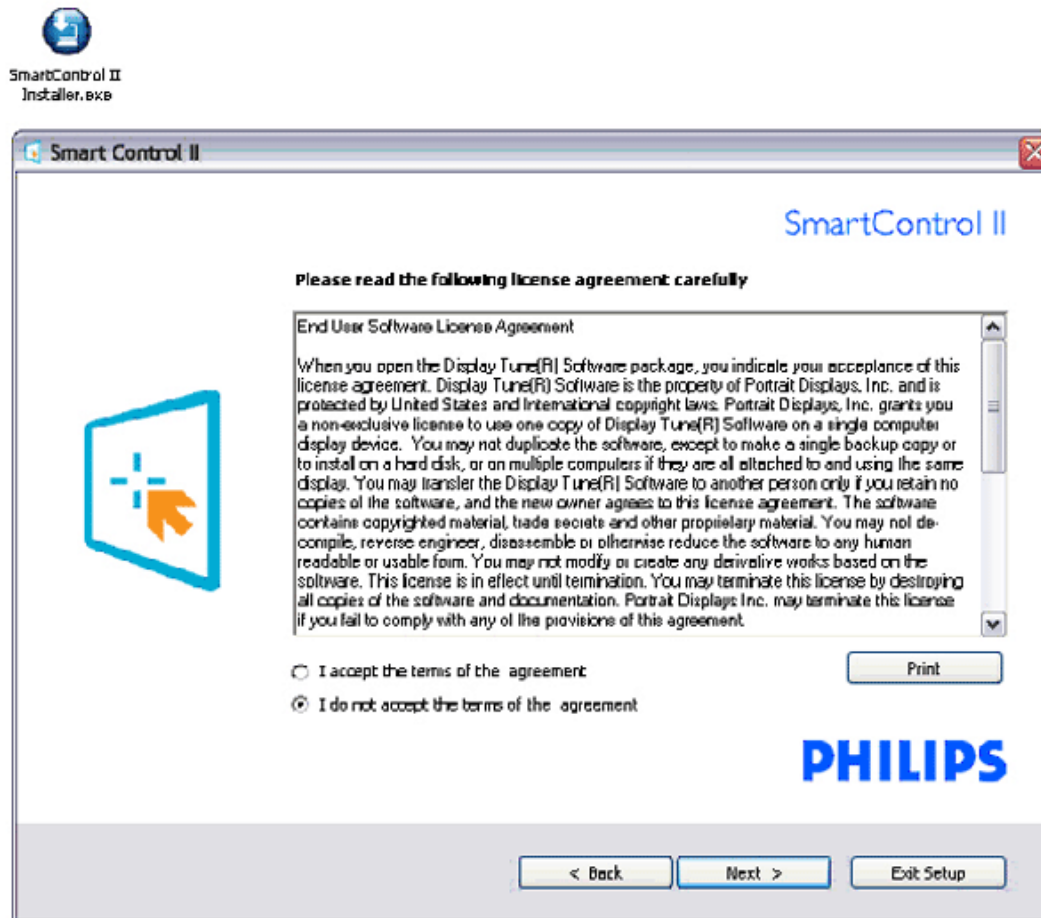 SmartControl II
Installer.exe
Smart Control II
SmartControl II
Please read the following license agreement carefully
End User Software License Agreement
When you open the Display Tune(R) Software package, you indicate your acceptance of this
license agreement. Display Tune(R) Software is the property of Portrait Displays, Inc. and is
protected by United States and International copyright laws. Portrait Displays, Inc. grants you
a non-exclusive license to use one copy of Display Tune(R) Software on a single computer
display device. You may not duplicate the software, except to make a single backup copy or
to install on a hard disk, or on multiple computers if they are all attached to and using the same
display. You may transfer the Display Tune(R) Software to another person only if you retain no
copies of the software, and the new owner agrees to this license agreement. The software
contains copyrighted material, trade secrets and other proprietary material. You may not de-
compile, reverse engineer, disassemble or otherwise reduce the software to any human
readable or usable form. You may not modify or create any derivative works based on the
software. This license is in effect until termination. You may terminate this license by destroying
all copies of the software and documentation. Portrait Displays Inc. may terminate this license
if you fail to comply with any of the provisions of this agreement.
I accept the terms of the agreement
Print
I do not accept the terms of the agreement
PHILIPS
< Back
Next >
Exit Setup